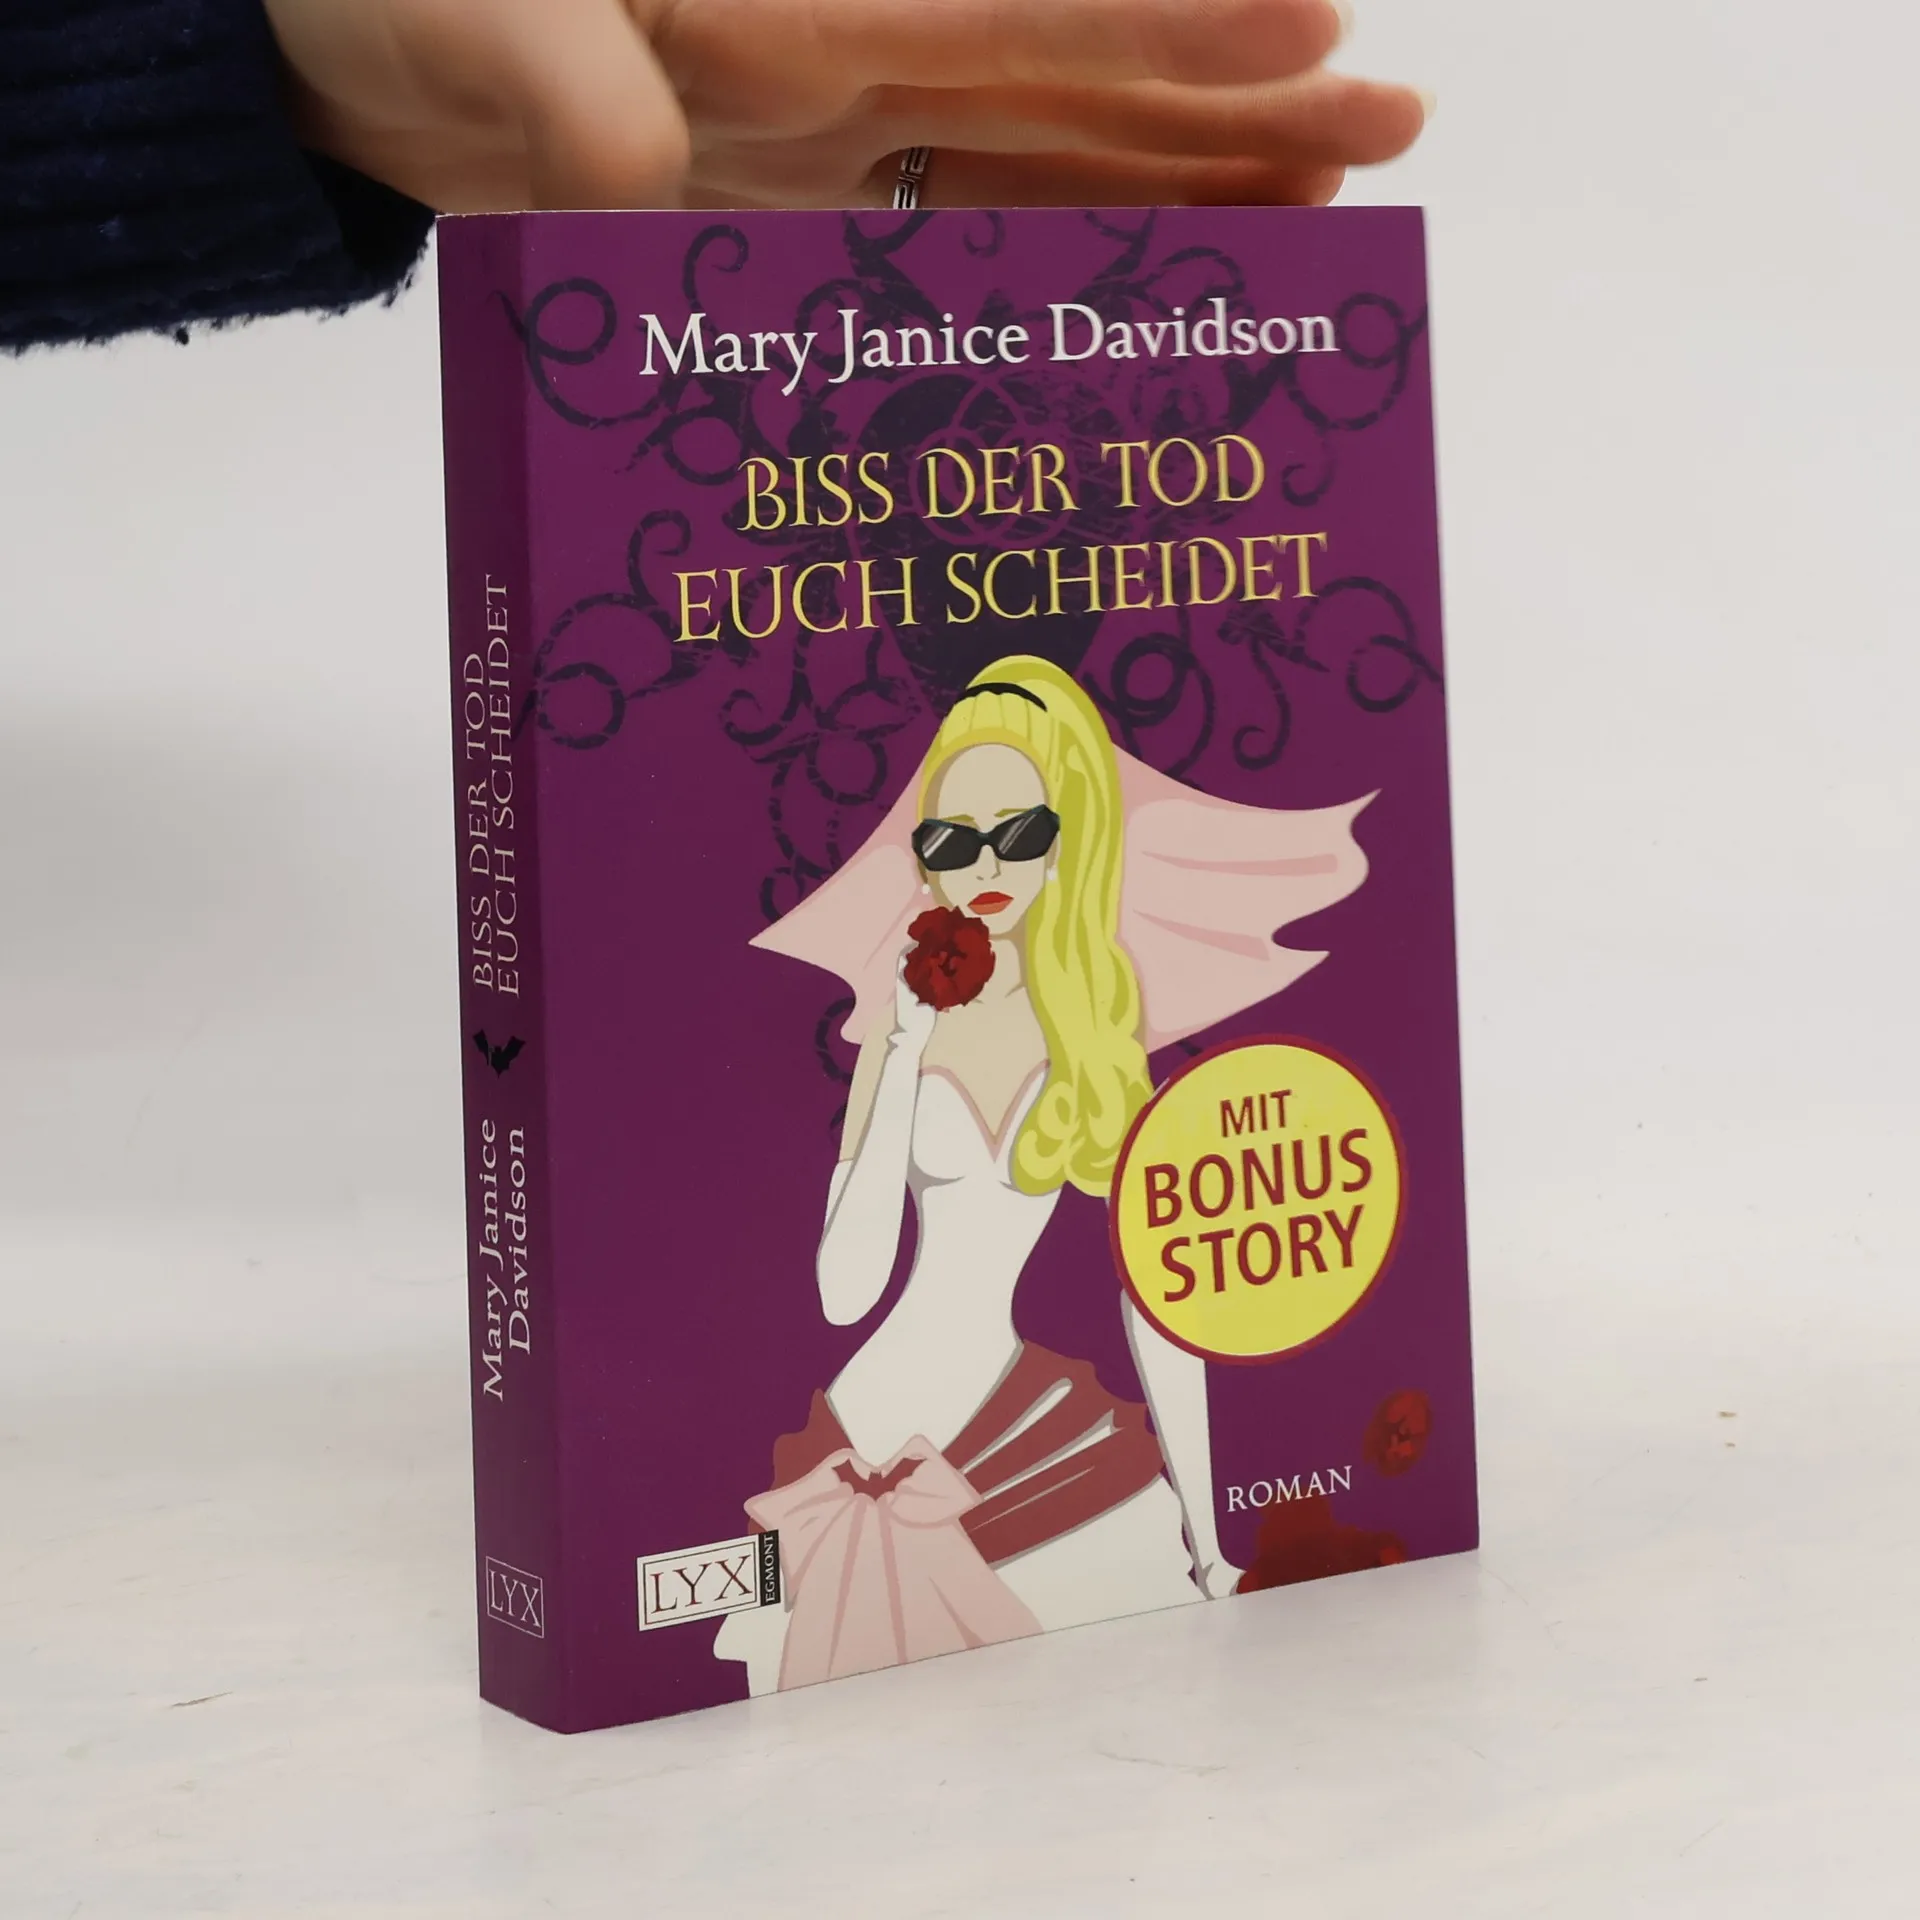 Mary Janice Davidson
BISS DER TOD
EUCH SCHEIDET
MIT
BONUS
STORY
ROMAN
LYX
EGMONT
BISS DER TOD
EUCH SCHEIDET
Mary Janice
Davidson
LYX